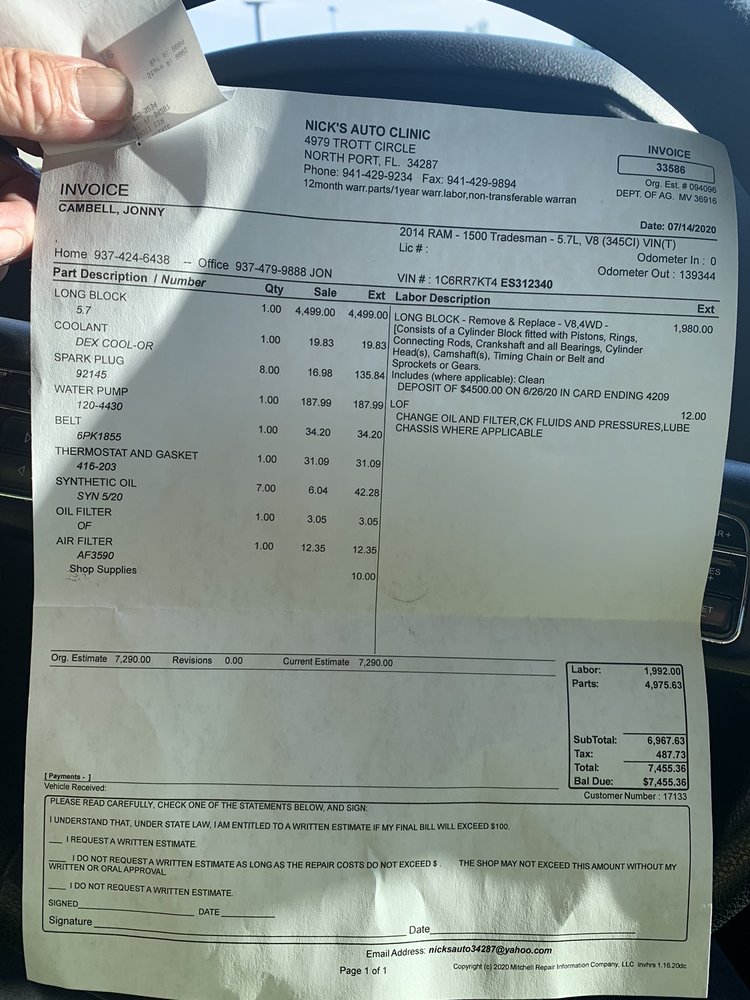 NICK'S AUTO CLINIC
4979 TROTT CIRCLE
NORTH PORT, FL. 34287
Phone: 941-429-9234 Fax: 941-429-9894
12month warr.parts/1year warr.labor,non-transferable warran
INVOICE
33586
Org. Est. # 094096
DEPT. OF AG. MV 36916
INVOICE
CAMBELL, JONNY
Date: 07/14/2020
2014 RAM - 1500 Tradesman - 5.7L, V8 (345CI) VIN(T)
Lic # :
Odometer In : 0
Odometer Out : 139344
Home 937-424-6438 -- Office 937-479-9888 JON
VIN # : 1C6RR7KT4 ES312340
Part Description / Number Qty Sale Ext
LONG BLOCK 1.00 4,499.00 4,499.00
5.7
COOLANT 1.00 19.83 19.83
DEX COOL-OR
SPARK PLUG 8.00 16.98 135.84
92145
WATER PUMP 1.00 187.99 187.99
120-4430
BELT 1.00 34.20 34.20
6PK1855
THERMOSTAT AND GASKET 1.00 31.09 31.09
416-203
SYNTHETIC OIL 7.00 6.04 42.28
SYN 5/20
OIL FILTER 1.00 3.05 3.05
OF
AIR FILTER 1.00 12.35 12.35
AF3590
Shop Supplies 10.00
Labor Description Ext
LONG BLOCK - Remove & Replace - V8,4WD - 1,980.00
[Consists of a Cylinder Block fitted with Pistons, Rings,
Connecting Rods, Crankshaft and all Bearings, Cylinder
Head(s), Camshaft(s), Timing Chain or Belt and
Sprockets or Gears.
Includes (where applicable): Clean
DEPOSIT OF $4500.00 ON 6/26/20 IN CARD ENDING 4209
LOF 12.00
CHANGE OIL AND FILTER,CK FLUIDS AND PRESSURES,LUBE
CHASSIS WHERE APPLICABLE
Org. Estimate 7,290.00 Revisions 0.00 Current Estimate 7,290.00
Labor: 1,992.00
Parts: 4,975.63
SubTotal: 6,967.63
Tax: 487.73
Total: 7,455.36
Bal Due: $7,455.36
[ Payments - ]
Vehicle Received:
Customer Number : 17133
PLEASE READ CAREFULLY, CHECK ONE OF THE STATEMENTS BELOW, AND SIGN:
I UNDERSTAND THAT, UNDER STATE LAW, I AM ENTITLED TO A WRITTEN ESTIMATE IF MY FINAL BILL WILL EXCEED $100.
___ I REQUEST A WRITTEN ESTIMATE.
___ I DO NOT REQUEST A WRITTEN ESTIMATE AS LONG AS THE REPAIR COSTS DO NOT EXCEED $ . THE SHOP MAY NOT EXCEED THIS AMOUNT WITHOUT MY
WRITTEN OR ORAL APPROVAL
___ I DO NOT REQUEST A WRITTEN ESTIMATE.
SIGNED DATE
Signature Date
Email Address: nicksauto34287@yahoo.com
Page 1 of 1
Copyright (c) 2020 Mitchell Repair Information Company, LLC invhrs 1.16.20dc